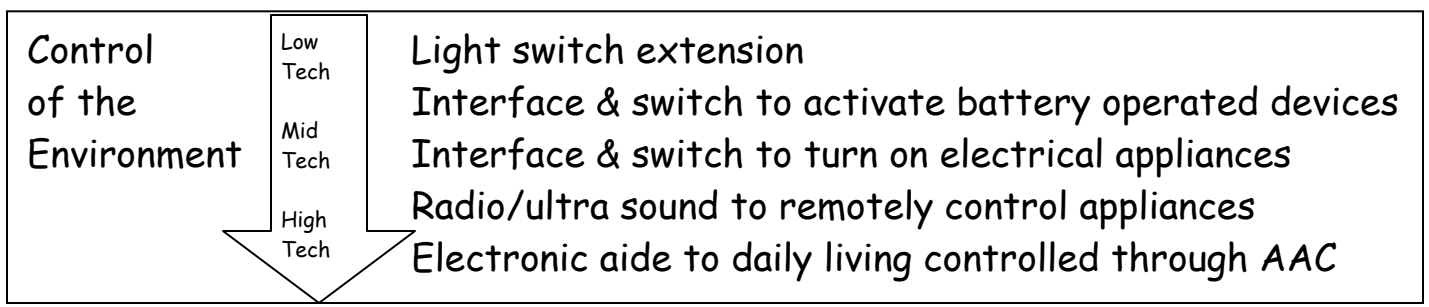 Control
of the
Environment
Low
Tech
Mid
Tech
High
Tech
Light switch extension
Interface & switch to activate battery operated devices
Interface & switch to turn on electrical appliances
Radio/ultra sound to remotely control appliances
Electronic aide to daily living controlled through AAC